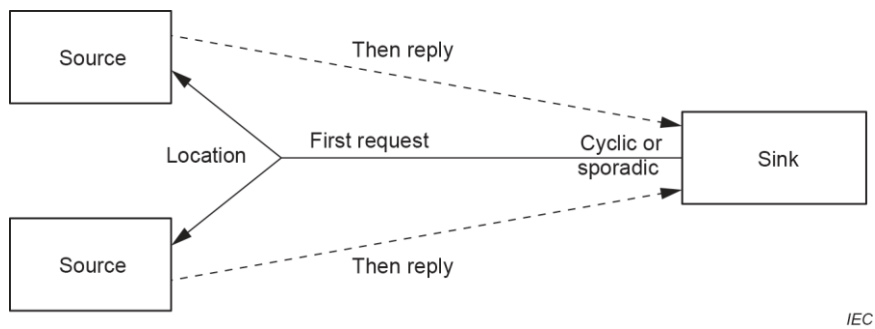 Source
Then reply
Location
First request
Cyclic or
sporadic
Sink
Source
Then reply
IEC